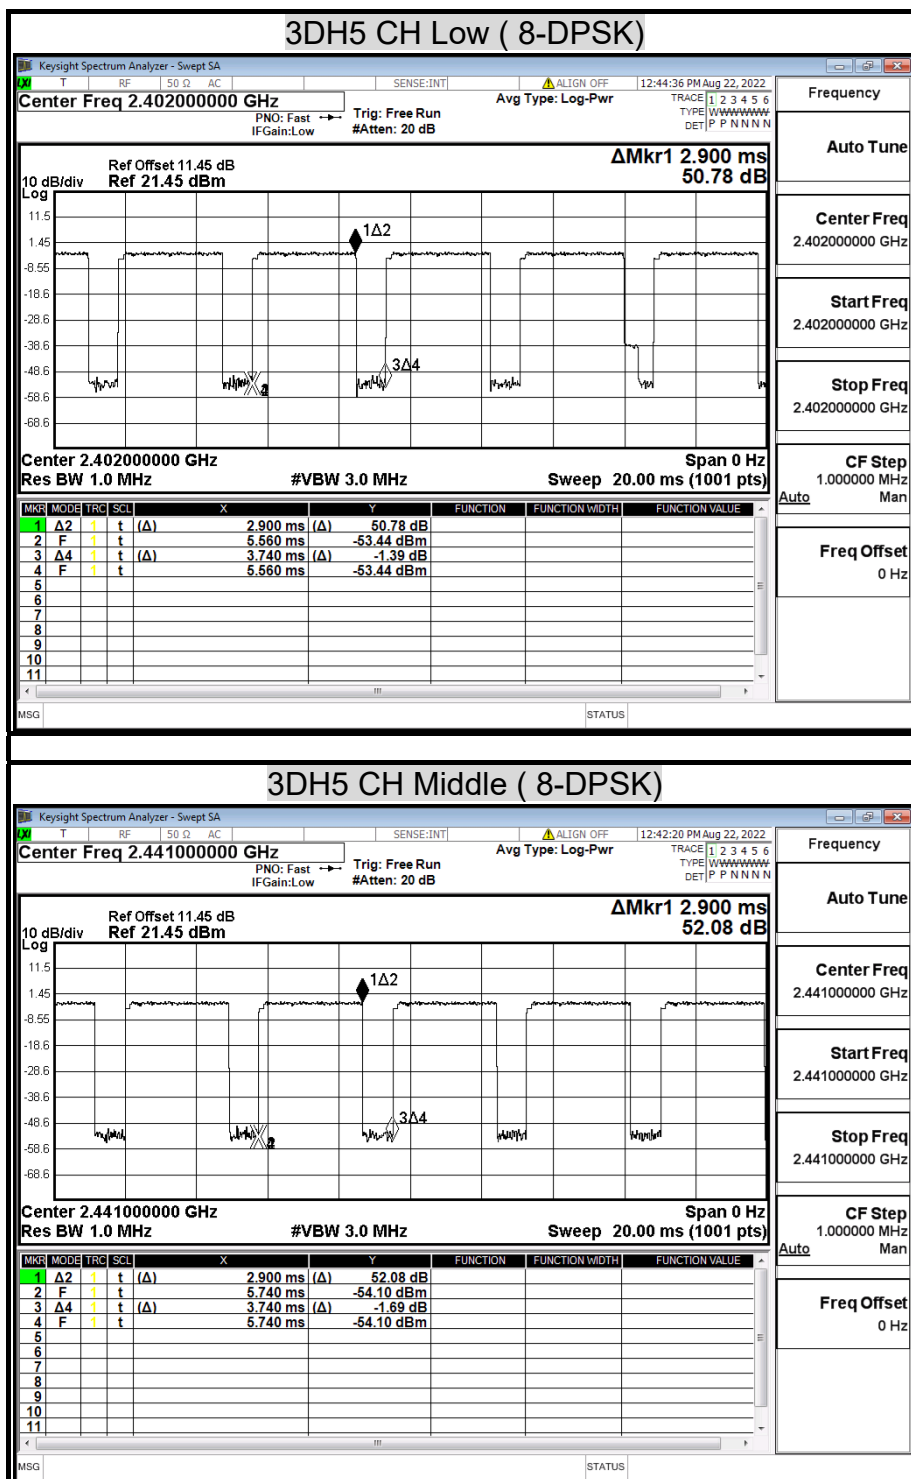 3DH5 CH Low ( 8-DPSK)
Keysight Spectrum Analyzer - Swept SA
LXI T RF 50 Ω AC SENSE:INT ALIGN OFF 12:44:36 PM Aug 22, 2022
Center Freq 2.402000000 GHz Avg Type: Log-Pwr TRACE 1 2 3 4 5 6
PNO: Fast Trig: Free Run TYPE WWWWWW
IFGain:Low #Atten: 20 dB DET P P N N N N
Frequency
Auto Tune
Ref Offset 11.45 dB ΔMkr1 2.900 ms
10 dB/div Ref 21.45 dBm 50.78 dB
Log
11.5
1.45
-8.55
-18.6
-28.6
-38.6
-48.6
-58.6
-68.6
1Δ2
3Δ4
2
Center Freq
2.402000000 GHz
Start Freq
2.402000000 GHz
Stop Freq
2.402000000 GHz
CF Step
1.000000 MHz
Auto Man
Freq Offset
0 Hz
Center 2.402000000 GHz Span 0 Hz
Res BW 1.0 MHz #VBW 3.0 MHz Sweep 20.00 ms (1001 pts)
MKR MODE TRC SCL X Y FUNCTION FUNCTION WIDTH FUNCTION VALUE
1 Δ2 1 t (Δ) 2.900 ms (Δ) 50.78 dB
2 F 1 t 5.560 ms -53.44 dBm
3 Δ4 1 t (Δ) 3.740 ms (Δ) -1.39 dB
4 F 1 t 5.560 ms -53.44 dBm
5
6
7
8
9
10
11
MSG STATUS
3DH5 CH Middle ( 8-DPSK)
Keysight Spectrum Analyzer - Swept SA
LXI T RF 50 Ω AC SENSE:INT ALIGN OFF 12:42:20 PM Aug 22, 2022
Center Freq 2.441000000 GHz Avg Type: Log-Pwr TRACE 1 2 3 4 5 6
PNO: Fast Trig: Free Run TYPE WWWWWW
IFGain:Low #Atten: 20 dB DET P P N N N N
Frequency
Auto Tune
Ref Offset 11.45 dB ΔMkr1 2.900 ms
10 dB/div Ref 21.45 dBm 52.08 dB
Log
11.5
1.45
-8.55
-18.6
-28.6
-38.6
-48.6
-58.6
-68.6
1Δ2
3Δ4
2
Center Freq
2.441000000 GHz
Start Freq
2.441000000 GHz
Stop Freq
2.441000000 GHz
CF Step
1.000000 MHz
Auto Man
Freq Offset
0 Hz
Center 2.441000000 GHz Span 0 Hz
Res BW 1.0 MHz #VBW 3.0 MHz Sweep 20.00 ms (1001 pts)
MKR MODE TRC SCL X Y FUNCTION FUNCTION WIDTH FUNCTION VALUE
1 Δ2 1 t (Δ) 2.900 ms (Δ) 52.08 dB
2 F 1 t 5.740 ms -54.10 dBm
3 Δ4 1 t (Δ) 3.740 ms (Δ) -1.69 dB
4 F 1 t 5.740 ms -54.10 dBm
5
6
7
8
9
10
11
MSG STATUS